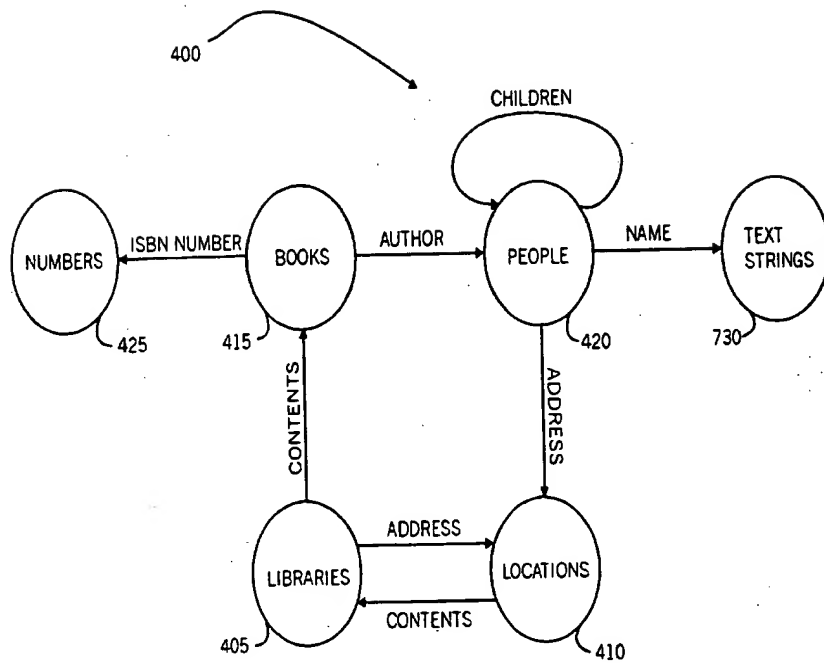 400
CHILDREN
NUMBERS
ISBN NUMBER
BOOKS
AUTHOR
PEOPLE
NAME
TEXT
STRINGS
425
415
420
730
CONTENTS
ADDRESS
LIBRARIES
ADDRESS
LOCATIONS
CONTENTS
405
410